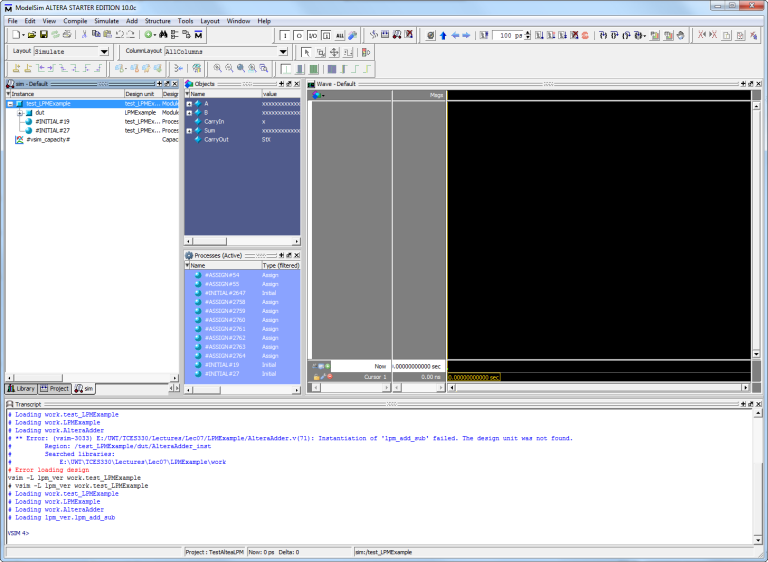 ModelSim ALTERA STARTER EDITION 10.0c
File Edit View Compile Simulate Add Structure Tools Layout Window Help
100 ps
Layout Simulate
ColumnLayout AllColumns
sim - Default
Instance Design unit Design
test_LPMExample test_LPMEx... Module
dut LPMExample Module
#INITIAL#19 test_LPMEx... Proces
#INITIAL#27 test_LPMEx... Proces
#vsim_capacity# Capac
Library Project sim
Objects
Name value
A xxxxxxxxxxxx
B xxxxxxxxxxxx
CarryIn x
Sum xxxxxxxxxxxx
CarryOut StX
Processes (Active)
Name Type (filtered)
#ASSIGN#54 Assign
#ASSIGN#55 Assign
#INITIAL#2647 Initial
#ASSIGN#2758 Assign
#ASSIGN#2759 Assign
#ASSIGN#2760 Assign
#ASSIGN#2761 Assign
#ASSIGN#2762 Assign
#ASSIGN#2763 Assign
#ASSIGN#2764 Assign
#INITIAL#19 Initial
#INITIAL#27 Initial
Wave - Default
Msgs
Now .00000000000 sec
Cursor 1 0.00 ns 0.00000000000 sec
Transcript
# Loading work.test_LPMExample
# Loading work.LPMExample
# Loading work.AlteraAdder
# ** Error: (vsim-3033) E:/UWT/TCES330/Lectures/Lec07/LPMExample/AlteraAdder.v(71): Instantiation of 'lpm_add_sub' failed. The design unit was not found.
# Region: /test_LPMExample/dut/AlteraAdder_inst
# Searched libraries:
# E:\UWT\TCES330\Lectures\Lec07\LPMExample\work
# Error loading design
vsim -L lpm_ver work.test_LPMExample
# vsim -L lpm_ver work.test_LPMExample
# Loading work.test_LPMExample
# Loading work.LPMExample
# Loading work.AlteraAdder
# Loading lpm_ver.lpm_add_sub
VSIM 4>
Project : TestAlteaLPM Now: 0 ps Delta: 0 sim:/test_LPMExample